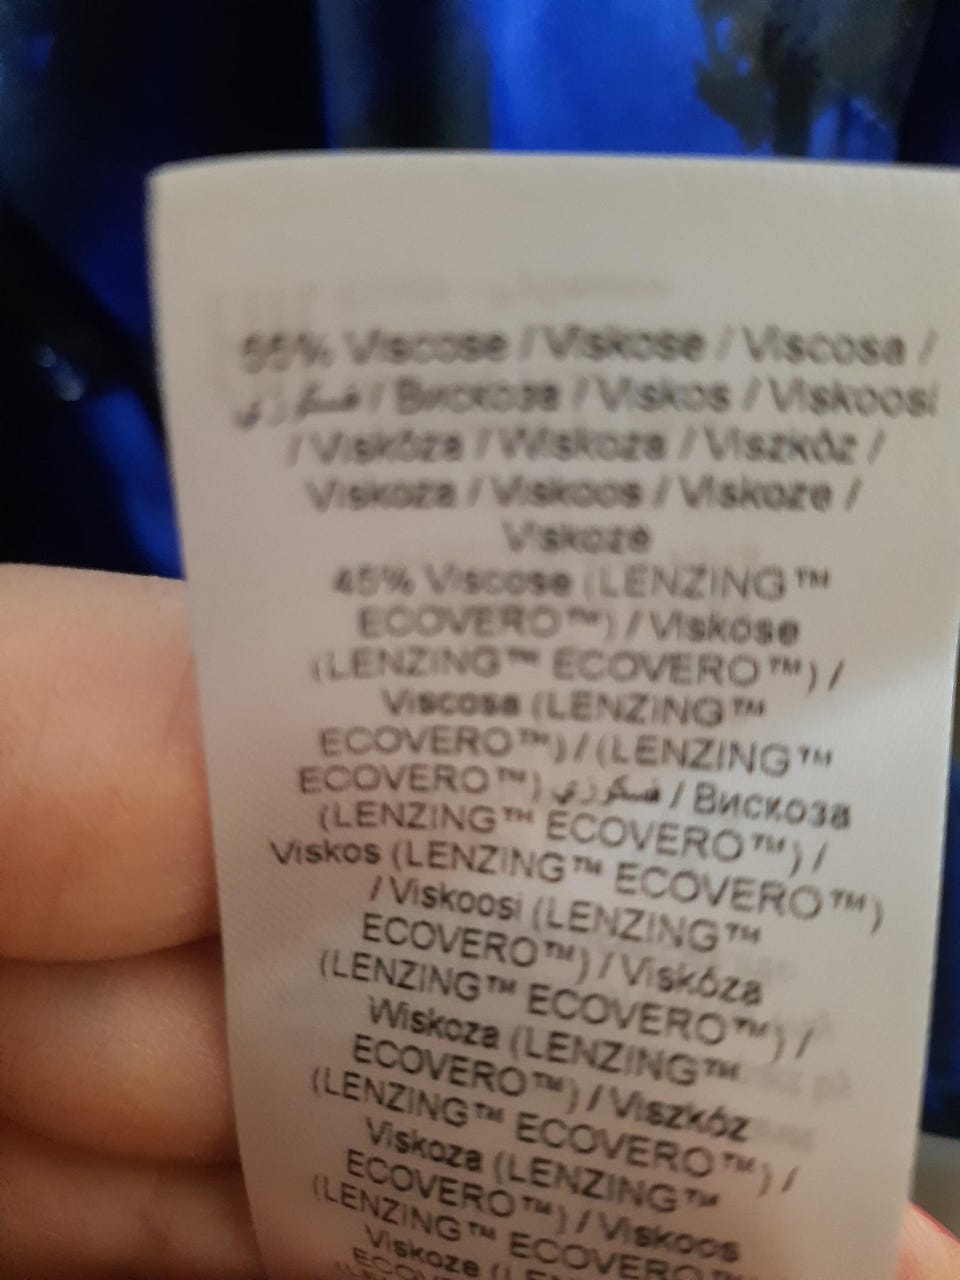 55% Viscose / Viskose / Viscosa /
فسكوزي / Вискоза / Viskos / Viskoosi
/ Viskóza / Wiskoza / Viszkóz /
Viskoza / Viskoos / Viskoze /
Viskozė
45% Viscose (LENZING™
ECOVERO™) / Viskose
(LENZING™ ECOVERO™) /
Viscosa (LENZING™
ECOVERO™) / (LENZING™
ECOVERO™) فسكوزي / Вискоза
(LENZING™ ECOVERO™) /
Viskos (LENZING™ ECOVERO™)
/ Viskoosi (LENZING™
ECOVERO™) / Viskóza
(LENZING™ ECOVERO™) /
Wiskoza (LENZING™
ECOVERO™) / Viszkóz
(LENZING™ ECOVERO™) /
Viskoza (LENZING™
ECOVERO™) / Viskoos
(LENZING™ ECOVERO™) /
Viskoze (LENZING™